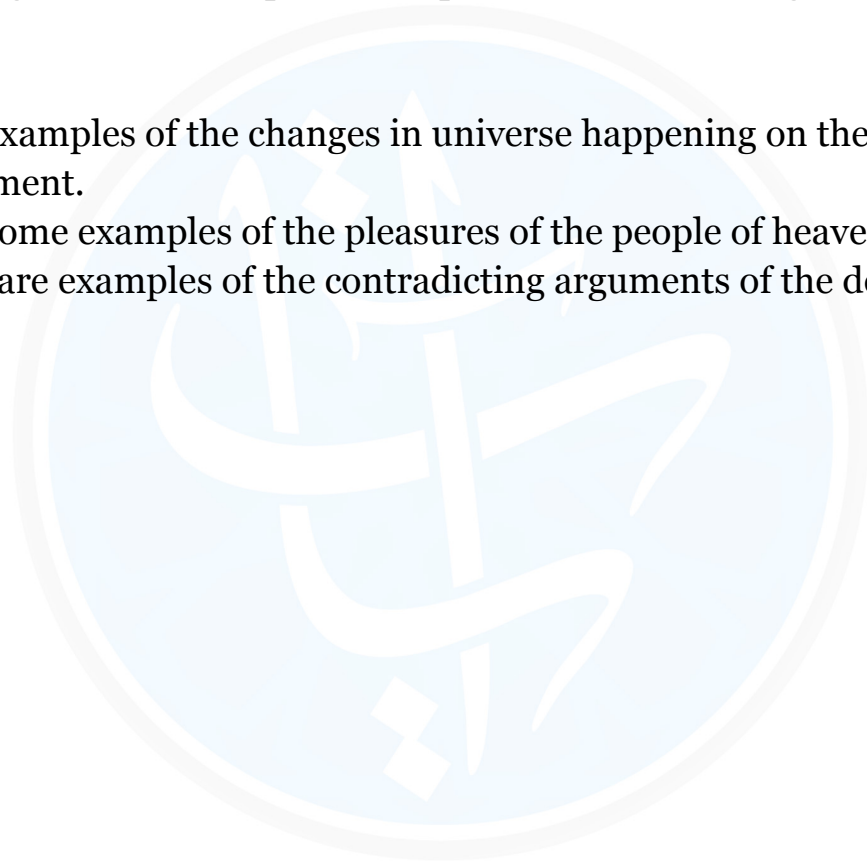 xamples of the changes in universe happening on the
ment.
ome examples of the pleasures of the people of heave
are examples of the contradicting arguments of the d